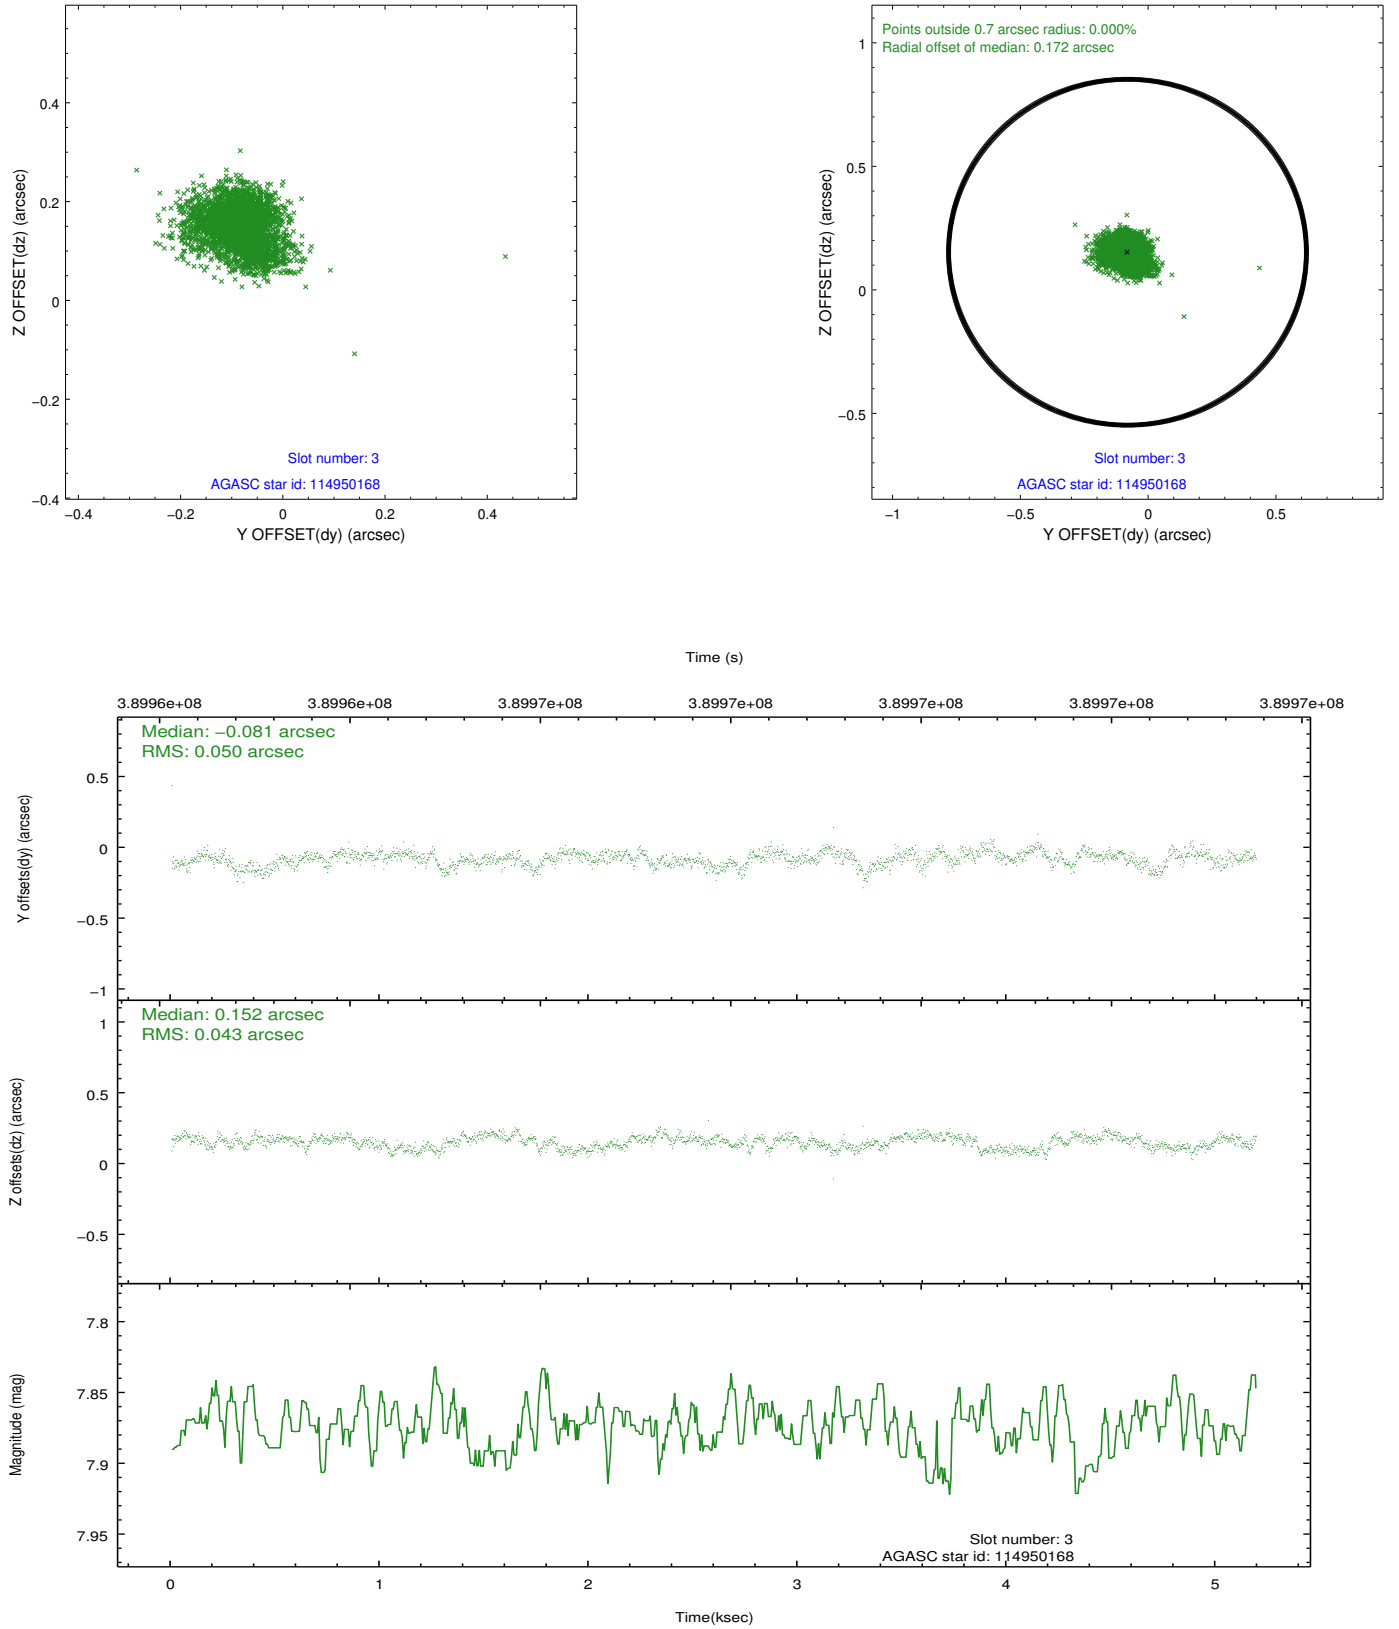 Z OFFSET(dz) (arcsec)
0.4
0.2
0
−0.2
−0.4
−0.4
−0.2
0
0.2
0.4
Y OFFSET(dy) (arcsec)
Slot number: 3
AGASC star id: 114950168
Points outside 0.7 arcsec radius: 0.000%
Radial offset of median: 0.172 arcsec
Z OFFSET(dz) (arcsec)
1
0.5
0
−0.5
−1
−0.5
0
0.5
Y OFFSET(dy) (arcsec)
Slot number: 3
AGASC star id: 114950168
Time (s)
3.8996e+08
3.8996e+08
3.8997e+08
3.8997e+08
3.8997e+08
3.8997e+08
3.8997e+08
Median: −0.081 arcsec
RMS: 0.050 arcsec
Y offsets(dy) (arcsec)
0.5
0
−0.5
−1
Median: 0.152 arcsec
RMS: 0.043 arcsec
Z offsets(dz) (arcsec)
1
0.5
0
−0.5
Magnitude (mag)
7.8
7.85
7.9
7.95
Slot number: 3
AGASC star id: 114950168
0
1
2
3
4
5
Time(ksec)